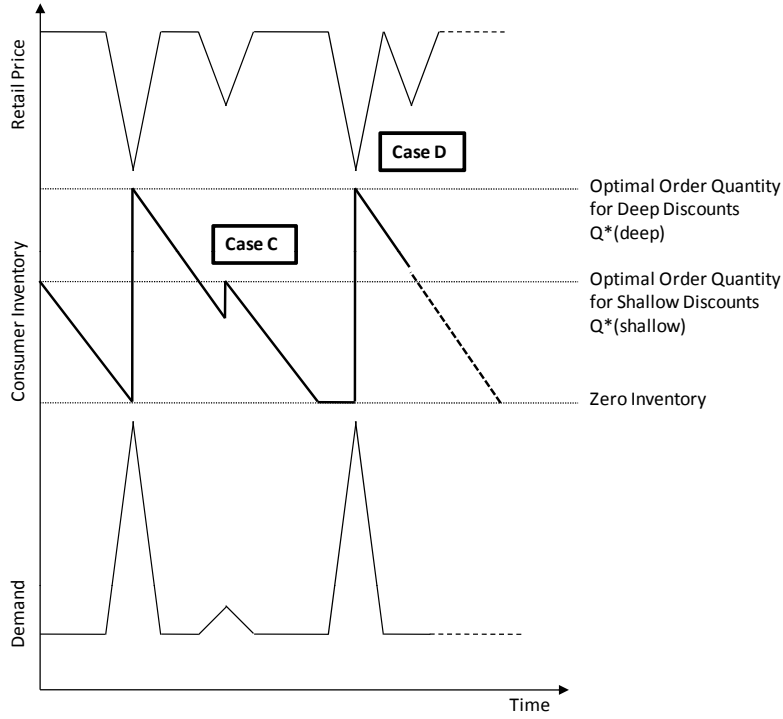 Retail Price
Case D
Optimal Order Quantity
for Deep Discounts
Q*(deep)
Case C
Consumer Inventory
Optimal Order Quantity
for Shallow Discounts
Q*(shallow)
Zero Inventory
Demand
Time